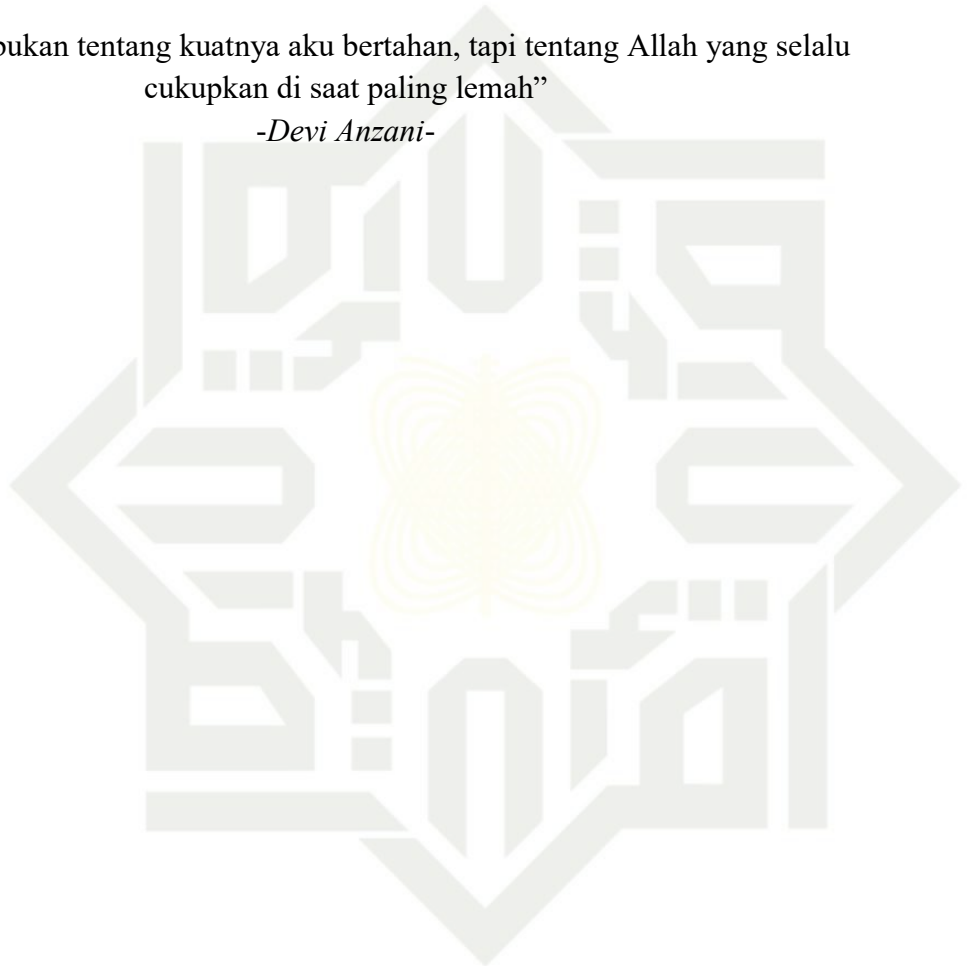 bukan tentang kuatnya aku bertahan, tapi tentang Allah yang selalu
cukupkan di saat paling lemah”
-Devi Anzani-